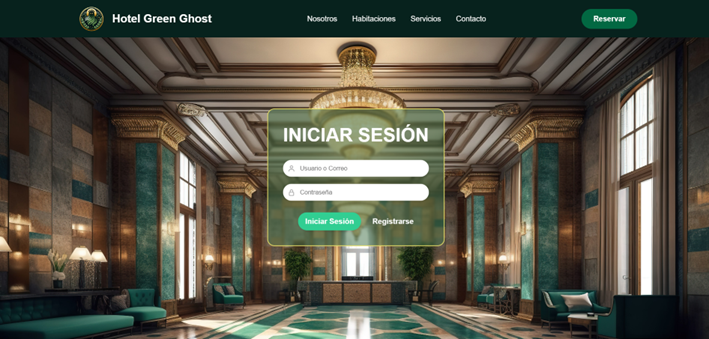 Hotel Green Ghost
Nosotros Habitaciones Servicios Contacto
Reservar
INICIAR SESIÓN
Usuario o Correo
Contraseña
Iniciar Sesión Registrarse